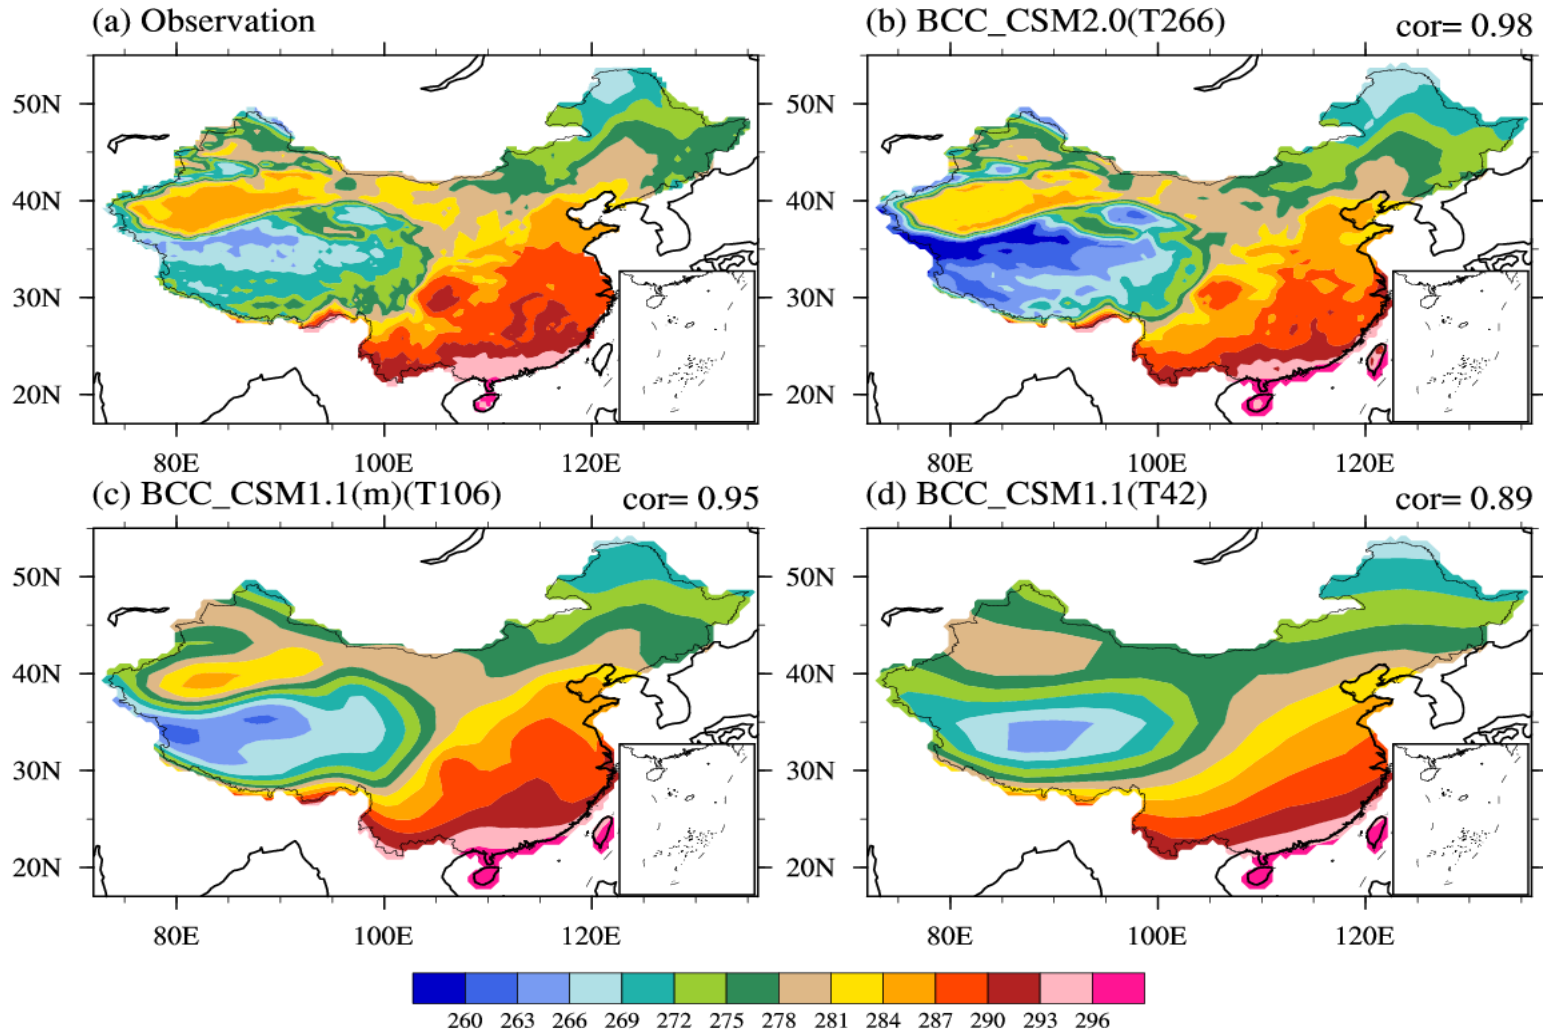 (a) Observation
(b) BCC_CSM2.0(T266) cor= 0.98
50N
40N
30N
20N
80E 100E 120E
50N
40N
30N
20N
80E 100E 120E
(c) BCC_CSM1.1(m)(T106) cor= 0.95
(d) BCC_CSM1.1(T42) cor= 0.89
50N
40N
30N
20N
80E 100E 120E
50N
40N
30N
20N
80E 100E 120E
260 263 266 269 272 275 278 281 284 287 290 293 296